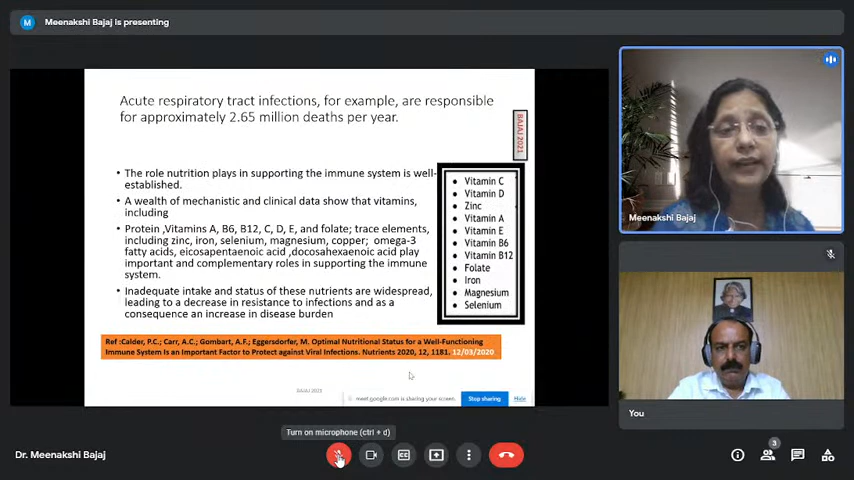 M
Meenakshi Bajaj is presenting
Acute respiratory tract infections, for example, are responsible
for approximately 2.65 million deaths per year.
BAJAJ 2021
• The role nutrition plays in supporting the immune system is well-
established.
• A wealth of mechanistic and clinical data show that vitamins,
including
• Protein ,Vitamins A, B6, B12, C, D, E, and folate; trace elements,
including zinc, iron, selenium, magnesium, copper; omega-3
fatty acids, eicosapentaenoic acid ,docosahexaenoic acid play
important and complementary roles in supporting the immune
system.
• Inadequate intake and status of these nutrients are widespread,
leading to a decrease in resistance to infections and as a
consequence an increase in disease burden
• Vitamin C
• Vitamin D
• Zinc
• Vitamin A
• Vitamin E
• Vitamin B6
• Vitamin B12
• Folate
• Iron
• Magnesium
• Selenium
Ref :Calder, P.C.; Carr, A.C.; Gombart, A.F.; Eggersdorfer, M. Optimal Nutritional Status for a Well-Functioning
Immune System Is an Important Factor to Protect against Viral Infections. Nutrients 2020, 12, 1181. 12/03/2020
BAJAJ 2021
meet.google.com is sharing your screen.
Stop sharing
Hide
Meenakshi Bajaj
You
Turn on microphone (ctrl + d)
Dr. Meenakshi Bajaj
CC
3